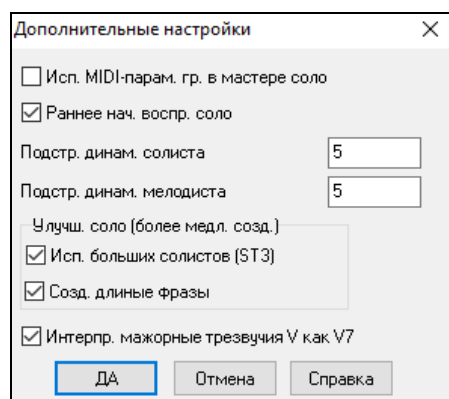 Дополнительные настройки
Исп. MIDI-парам. гр. в мастере соло
Раннее нач. воспр. соло
Подстр. динам. солиста 5
Подстр. динам. мелодиста 5
Улучш. соло (более медл. созд.)
Исп. больших солистов (ST3)
Созд. длиные фразы
Интерпр. мажорные трезвучия V как V7
ДА Отмена Справка